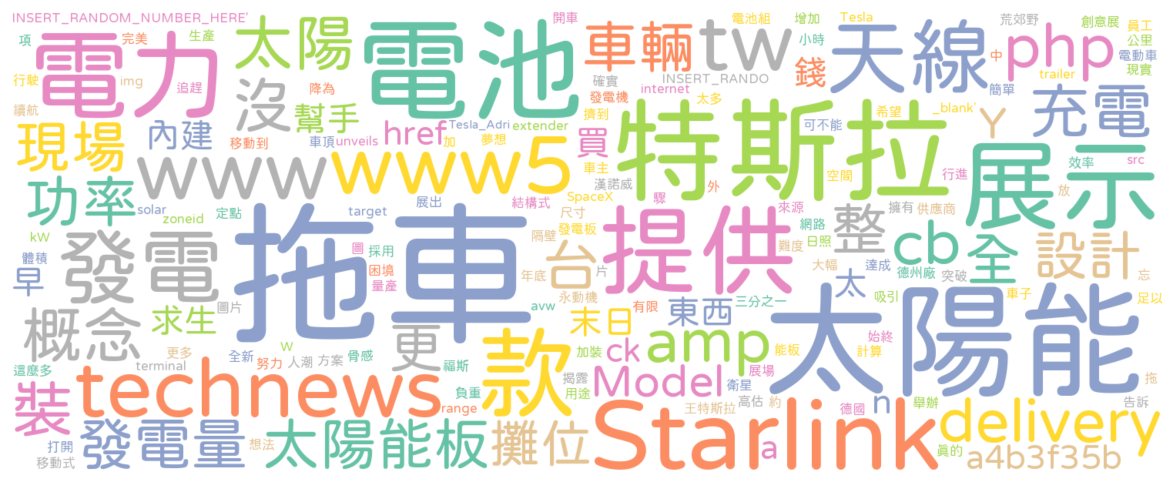 INSERT_RANDOM_NUMBER_HERE'
項
完美
生產
電力
行駛
img
追趕
續航
太陽
降為
沒
幫手
移動到
電池
車頂
unveils
Tesla_Adri
extender
加
夢想
開車
車輛
確實
發電機
INSERT_RANDO
internet
擠到
買
車主
漢諾威
tw
電池組
太多
錢
增加
小時
Tesla
天線
希望
可不能
空間
php
荒郊野
創意展
員工
公里
電動車
中
現實
簡單
trailer
_blank'
Y
充電
效率
src
行進
放
現場
內建
href
www
www5
特斯拉
展示
功率
solar
zoneid
定點
kW
體積
早
發電
圖片
拖車
target
展出
圖
採用
困境
量產
結構式
SpaceX
尺寸
發電板
隔壁
年底
永動機
avw
驟
外
提供
台
片
有限
來源
網路
難度
日照
大幅
整
擁有
供應商
達成
德州廠
突破
cb
全
設計
忘
足以
概念
求生
更
款
末日
東西
三分之一
太
吸引
車子
太陽能
這麼多
terminal
更多
全新
W
努力
人潮
方案
骨感
福斯
負重
range
加裝
揭露
用途
ck
amp
能板
展場
計算
始終
Model
衛星
高估
約
王特斯拉
a
德國
n
舉辦
裝
technews
Starlink
delivery
拖
告訴
打開
移動式
發電量
想法
太陽能板
攤位
真的
a4b3f35b